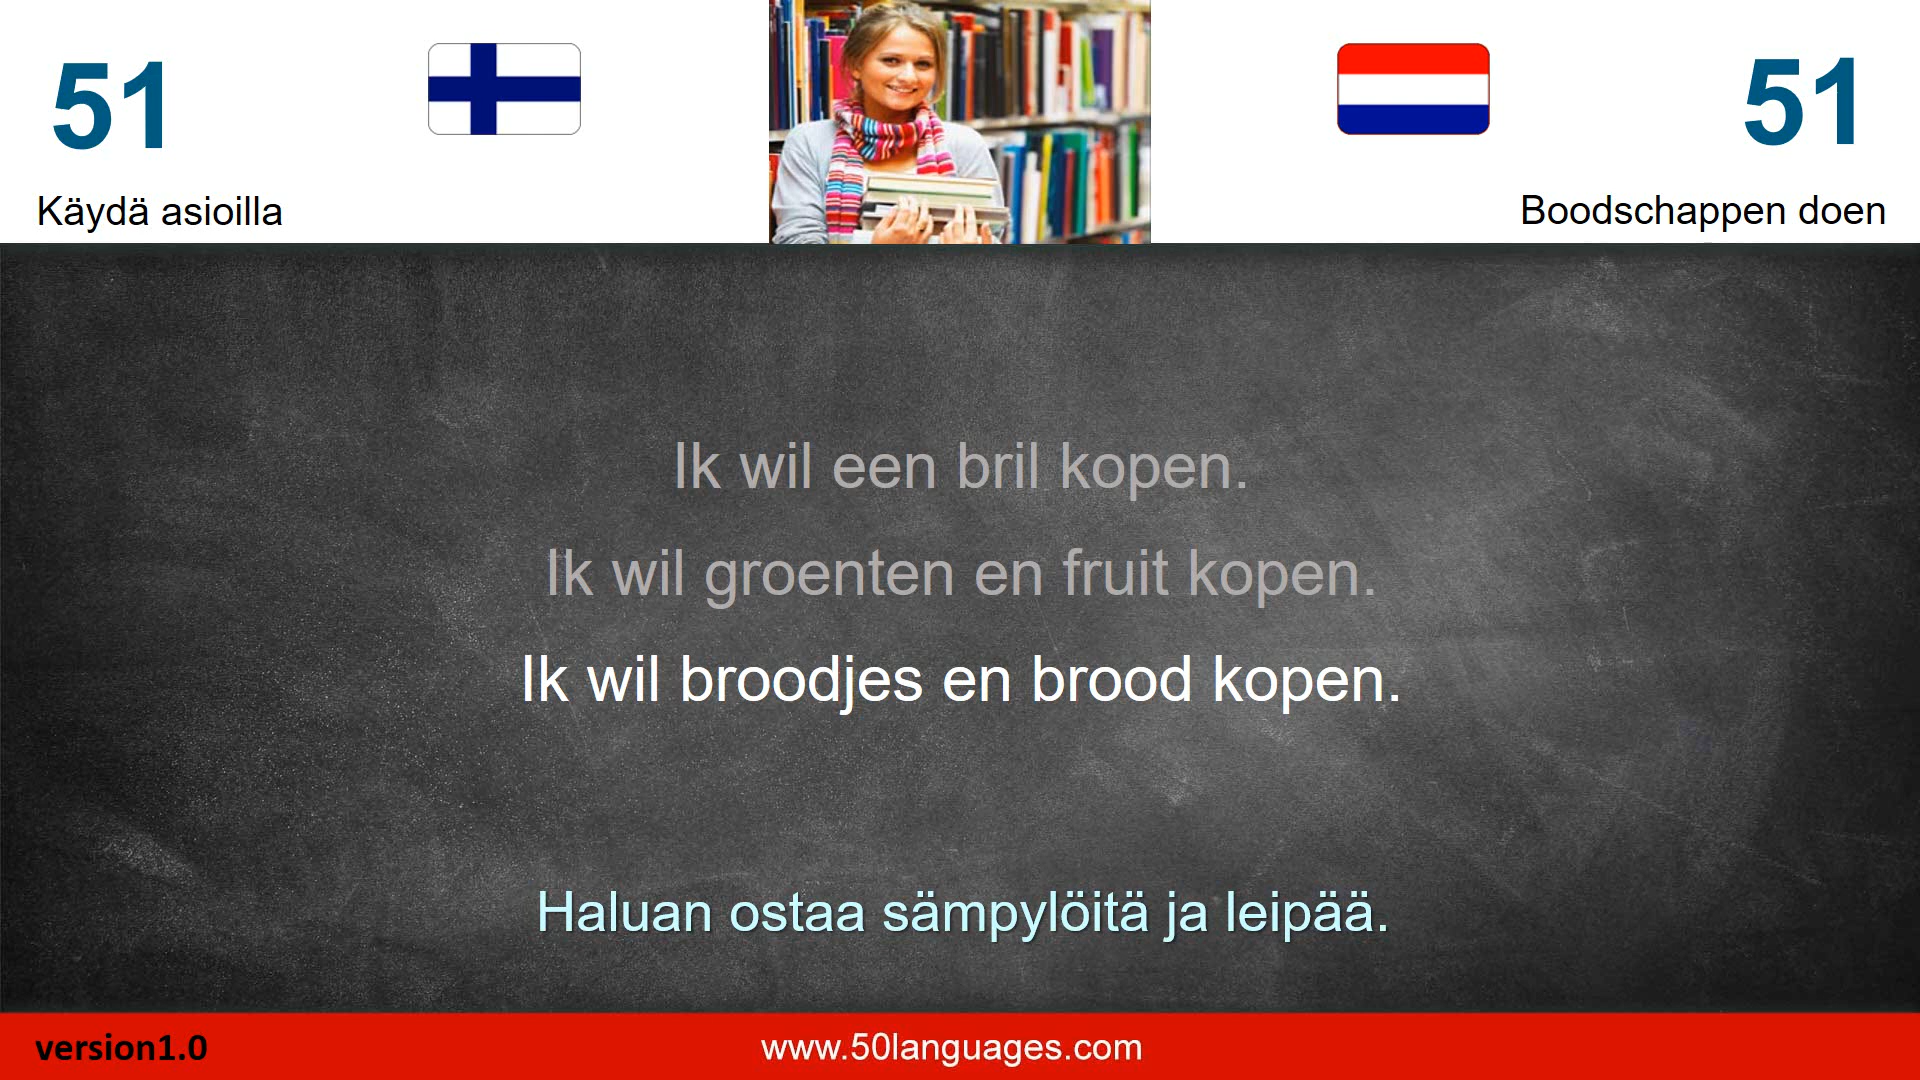 51
51
Käydä asioilla
Boodschappen doen
Ik wil een bril kopen.
Ik wil groenten en fruit kopen.
Ik wil broodjes en brood kopen.
Haluan ostaa sämpylöitä ja leipää.
version1.0
www.50languages.com